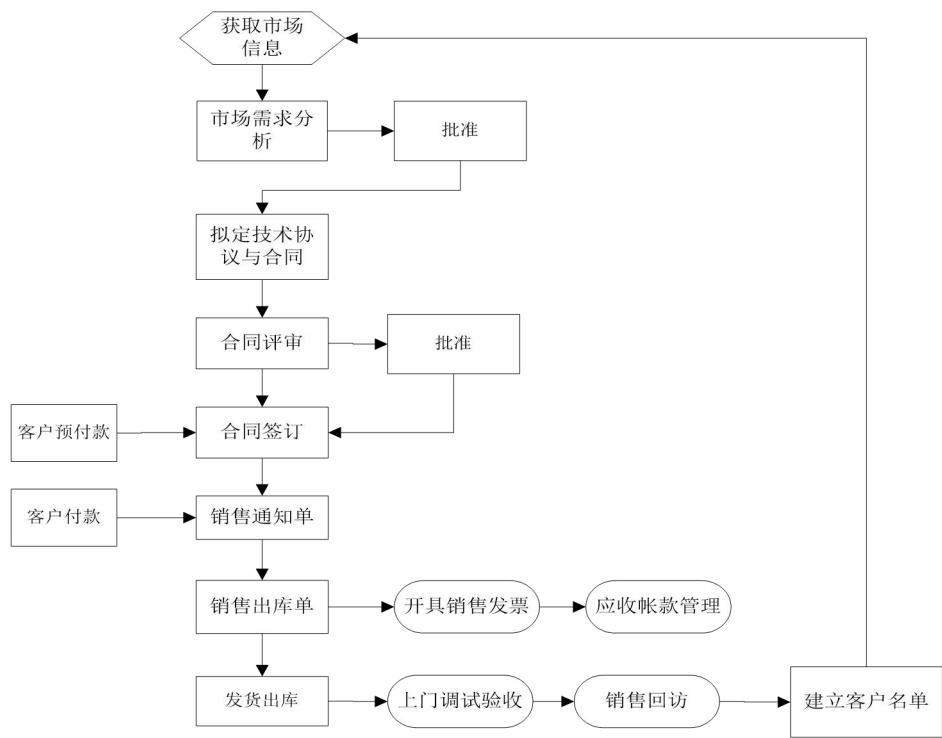 获取市场
信息
市场需求分
析
批准
拟定技术协
议与合同
合同评审
批准
客户预付款
合同签订
客户付款
销售通知单
销售出库单
开具销售发票
应收帐款管理
发货出库
上门调试验收
销售回访
建立客户名单